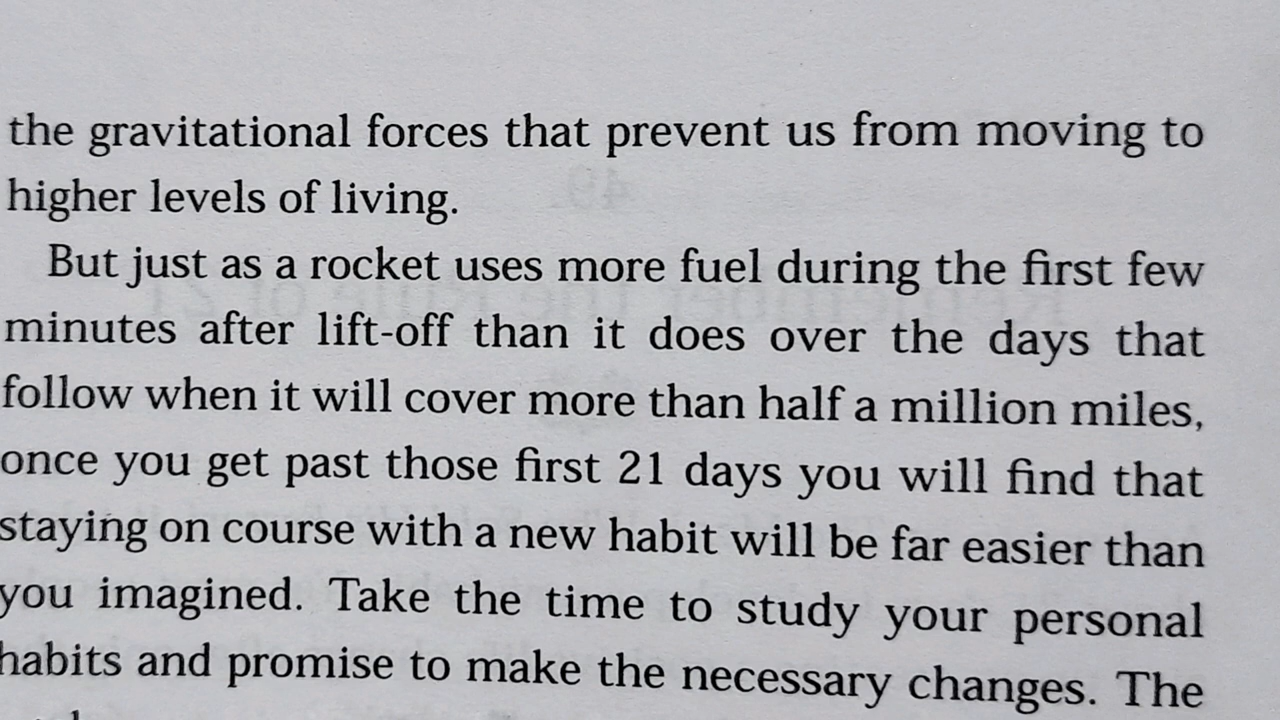 the gravitational forces that prevent us from moving to
higher levels of living.
But just as a rocket uses more fuel during the first few
minutes after lift-off than it does over the days that
follow when it will cover more than half a million miles,
once you get past those first 21 days you will find that
staying on course with a new habit will be far easier than
you imagined. Take the time to study your personal
habits and promise to make the necessary changes. The